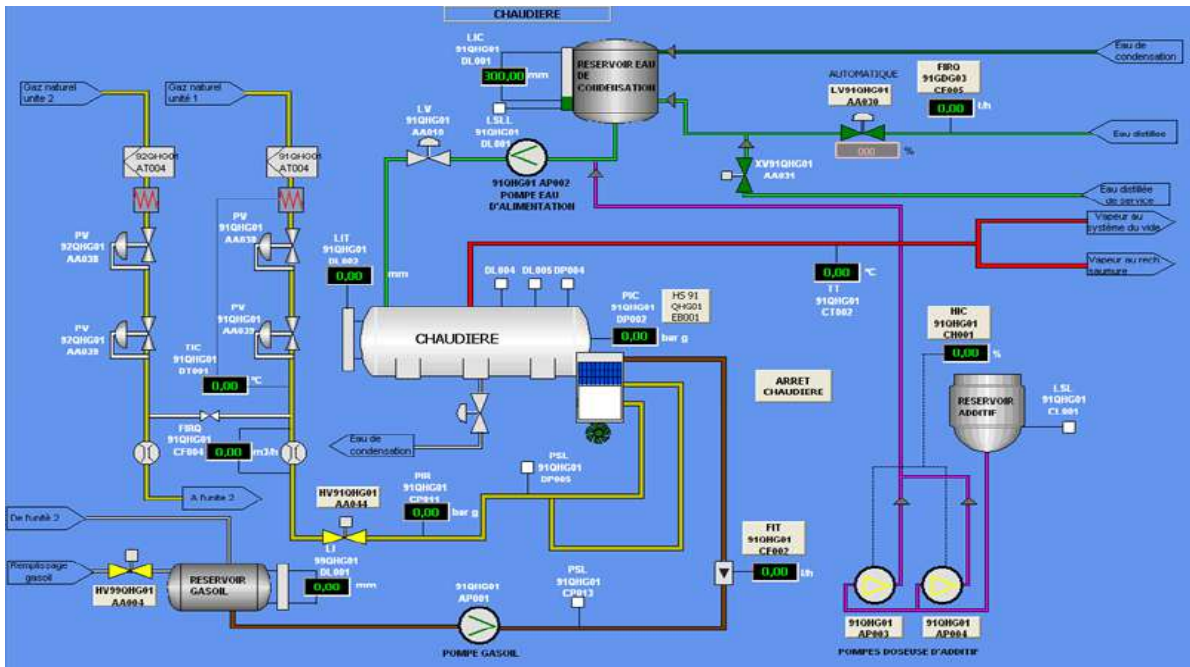 CHAUDIERE
LIC
91QHG01
DL001
300,00 mm
RESERVOIR EAU
DE
CONDENSATION
LSLL
91QHG01
DL001
AUTOMATIQUE
LV91QHG01
AA030
000 %
FIRQ
91GDG03
CF005
0,00 l/h
Eau de
condensation
Eau distillee
XV91QHG01
AA031
Eau distillée
de service
Gaz naturel
unite 2
Gaz naturel
unité 1
92QHG01
AT004
91QHG01
AT004
LV
91QHG01
AA010
91QHG01 AP002
POMPE EAU
D'ALIMENTATION
Vapeur au
système du vide
Vapeur au rech
saumure
PV
92QHG01
AA038
PV
91QHG01
AA038
LIT
91QHG01
DL003
0,00 mm
DL004
DL005
DP004
0,00 ºC
TT
91QHG01
CT002
PIC
91QHG01
DP002
0,00 bar g
HS 91
QHG01
EB001
CHAUDIERE
PV
92QHG01
AA039
PV
91QHG01
AA039
TIC
91QHG01
DT001
0,00 ºC
HIC
91QHG01
CH001
0,00 %
ARRET
CHAUDIERE
RESERVOIR
ADDITIF
LSL
91QHG01
CL001
FIRQ
91QHG01
CF004
0,00 m3/h
Eau de
condensation
A l'unite 2
HV91QHG01
AA044
PIR
91QHG01
CP011
0,00 bar g
PSL
91QHG01
DP005
De l'unité 2
Remplissage
gasoil
HV99QHG01
AA004
RESERVOIR
GASOIL
LI
99QHG01
DL001
0,00 mm
91QHG01
AP001
POMPE GASOIL
PSL
91QHG01
CP013
FIT
91QHG01
CF002
0,00 l/h
91QHG01
AP003
91QHG01
AP004
POMPES DOSEUSE D'ADDITIF